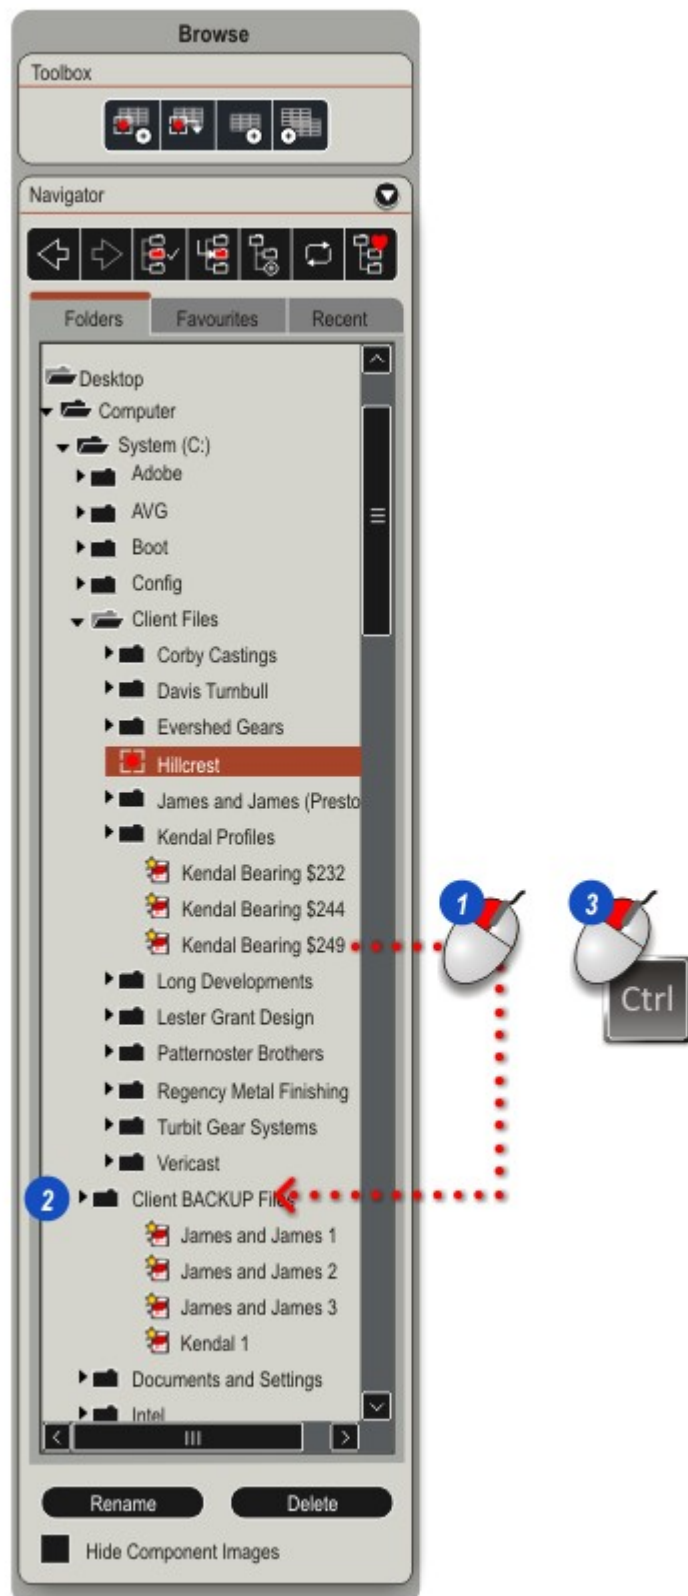 Browse
Toolbox
Navigator
Folders Favourites Recent
Desktop
Computer
System (C:)
Adobe
AVG
Boot
Config
Client Files
Corby Castings
Davis Turnbull
Evershed Gears
Hillcrest
James and James (Presto
Kendal Profiles
Kendal Bearing $232
Kendal Bearing $244
Kendal Bearing $249
1 3
Ctrl
Long Developments
Lester Grant Design
Patternoster Brothers
Regency Metal Finishing
Turbit Gear Systems
Vericast
2 Client BACKUP Files
James and James 1
James and James 2
James and James 3
Kendal 1
Documents and Settings
Intel
Rename Delete
Hide Component Images